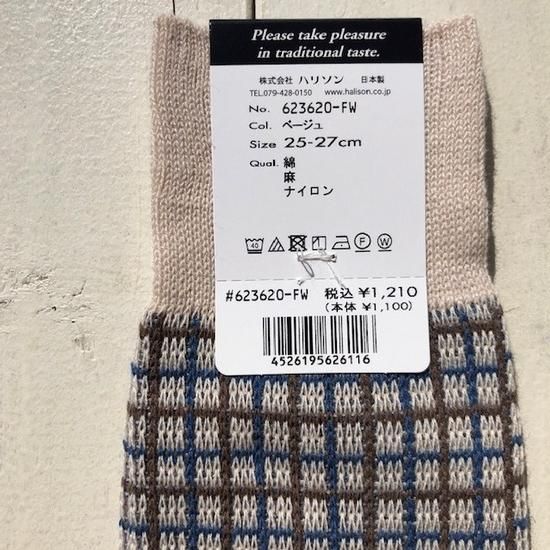 Please take pleasure
in traditional taste.
株式会社 ハリソン 日本製
TEL.079-428-0150 www.halison.co.jp
No. 623620-FW
Col. ベージュ
Size 25-27cm
Qual. 綿
麻
ナイロン
40 F W
#623620-FW 税込 ¥1,210
(本体 ¥1,100)
4526195626116